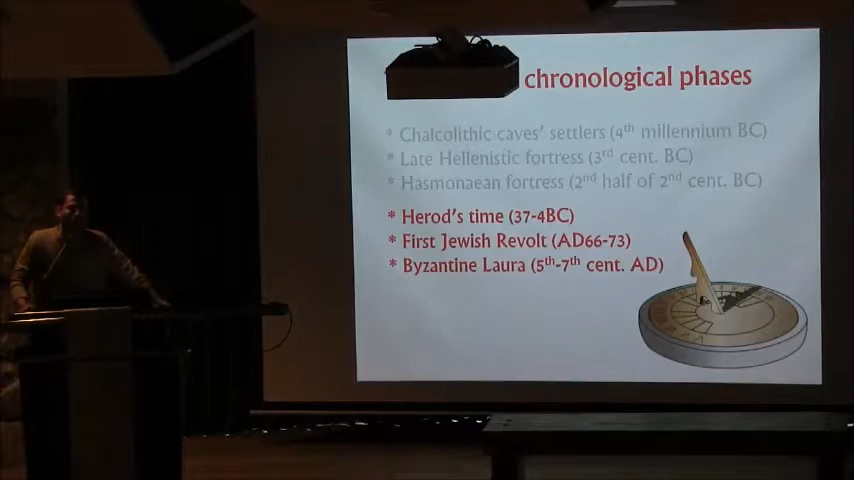 chronological phases
* Chalcolithic caves' settlers (4th millennium BC)
* Late Hellenistic fortress (3rd cent. BC)
* Hasmonaean fortress (2nd half of 2nd cent. BC)
* Herod's time (37-4BC)
* First Jewish Revolt (AD66-73)
* Byzantine Laura (5th-7th cent. AD)